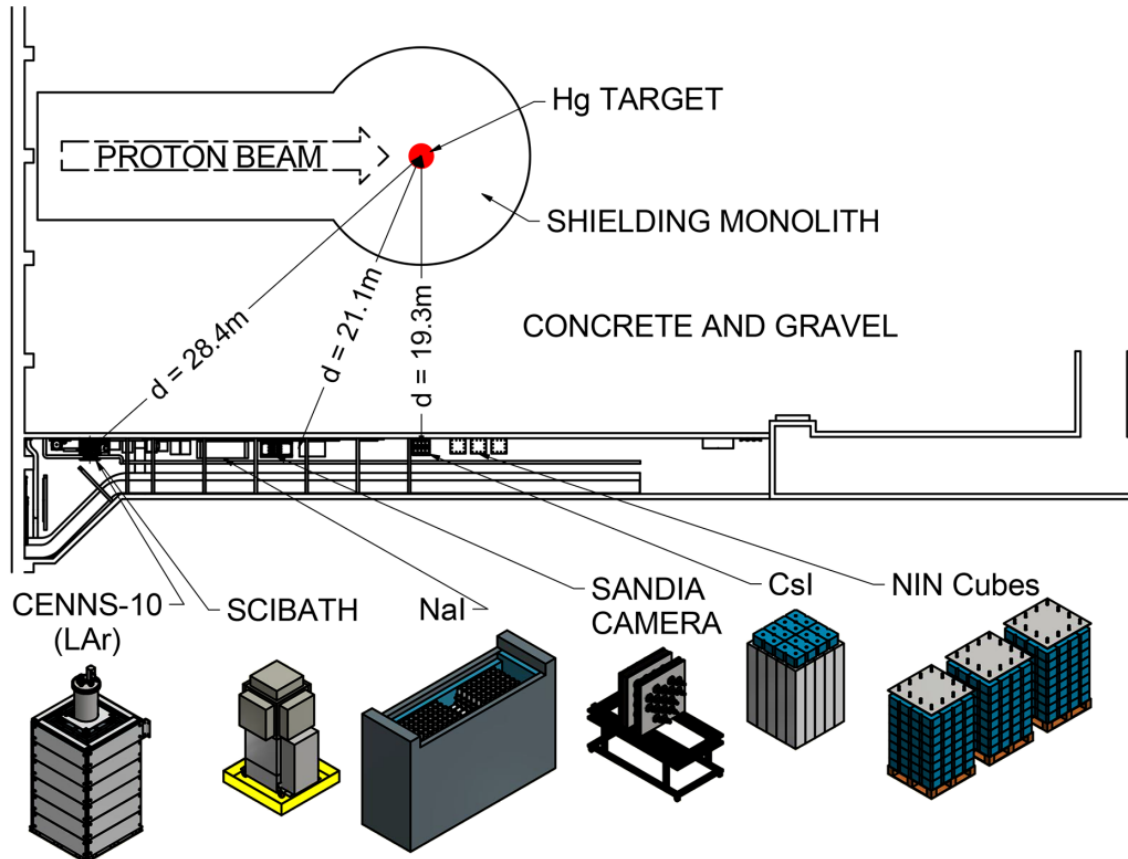 Hg TARGET
PROTON BEAM
SHIELDING MONOLITH
d = 28.4m
d = 21.1m
d = 19.3m
CONCRETE AND GRAVEL
CENNS-10
(LAr)
SCIBATH
NaI
SANDIA
CAMERA
CsI
NIN Cubes